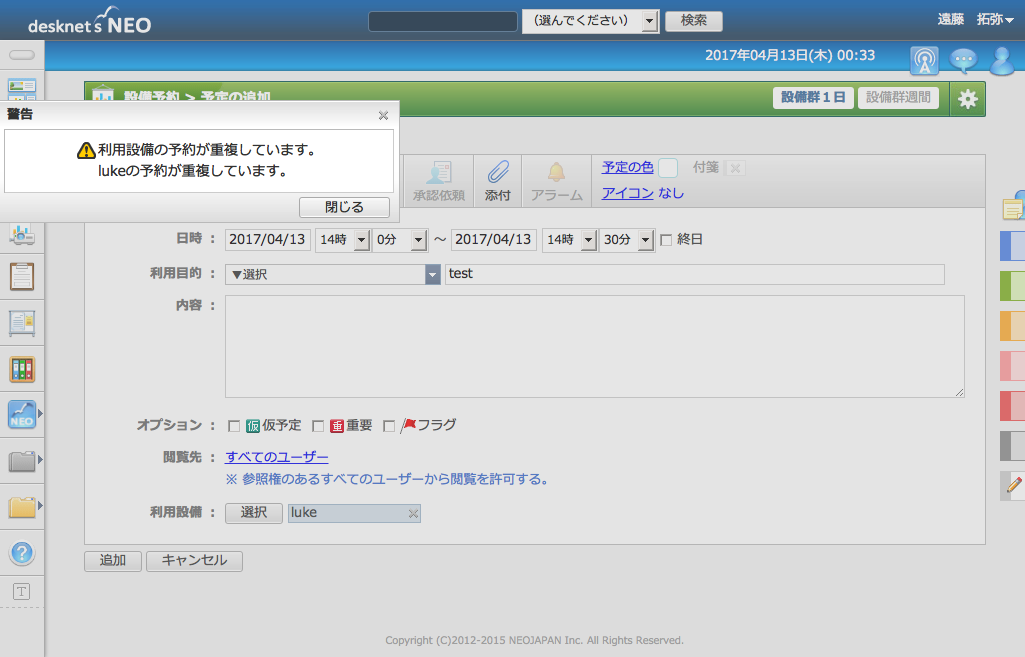 desknet's NEO
（選んでください）
検索
遠藤 拓弥
2017年04月13日(木) 00:33
設備予約 > 予定の追加
設備群１日
設備群週間
警告
利用設備の予約が重複しています。
lukeの予約が重複しています。
閉じる
承認依頼
添付
アラーム
予定の色
付箋
アイコン なし
日時 : 2017/04/13 14時 0分 ～ 2017/04/13 14時 30分 終日
利用目的 : ▼選択 test
内容 :
オプション : 仮 仮予定 重 重要 フラグ
閲覧先 : すべてのユーザー
※ 参照権のあるすべてのユーザーから閲覧を許可する。
利用設備 : 選択 luke
追加 キャンセル
NEO
?
T
Copyright (C)2012-2015 NEOJAPAN Inc. All Rights Reserved.